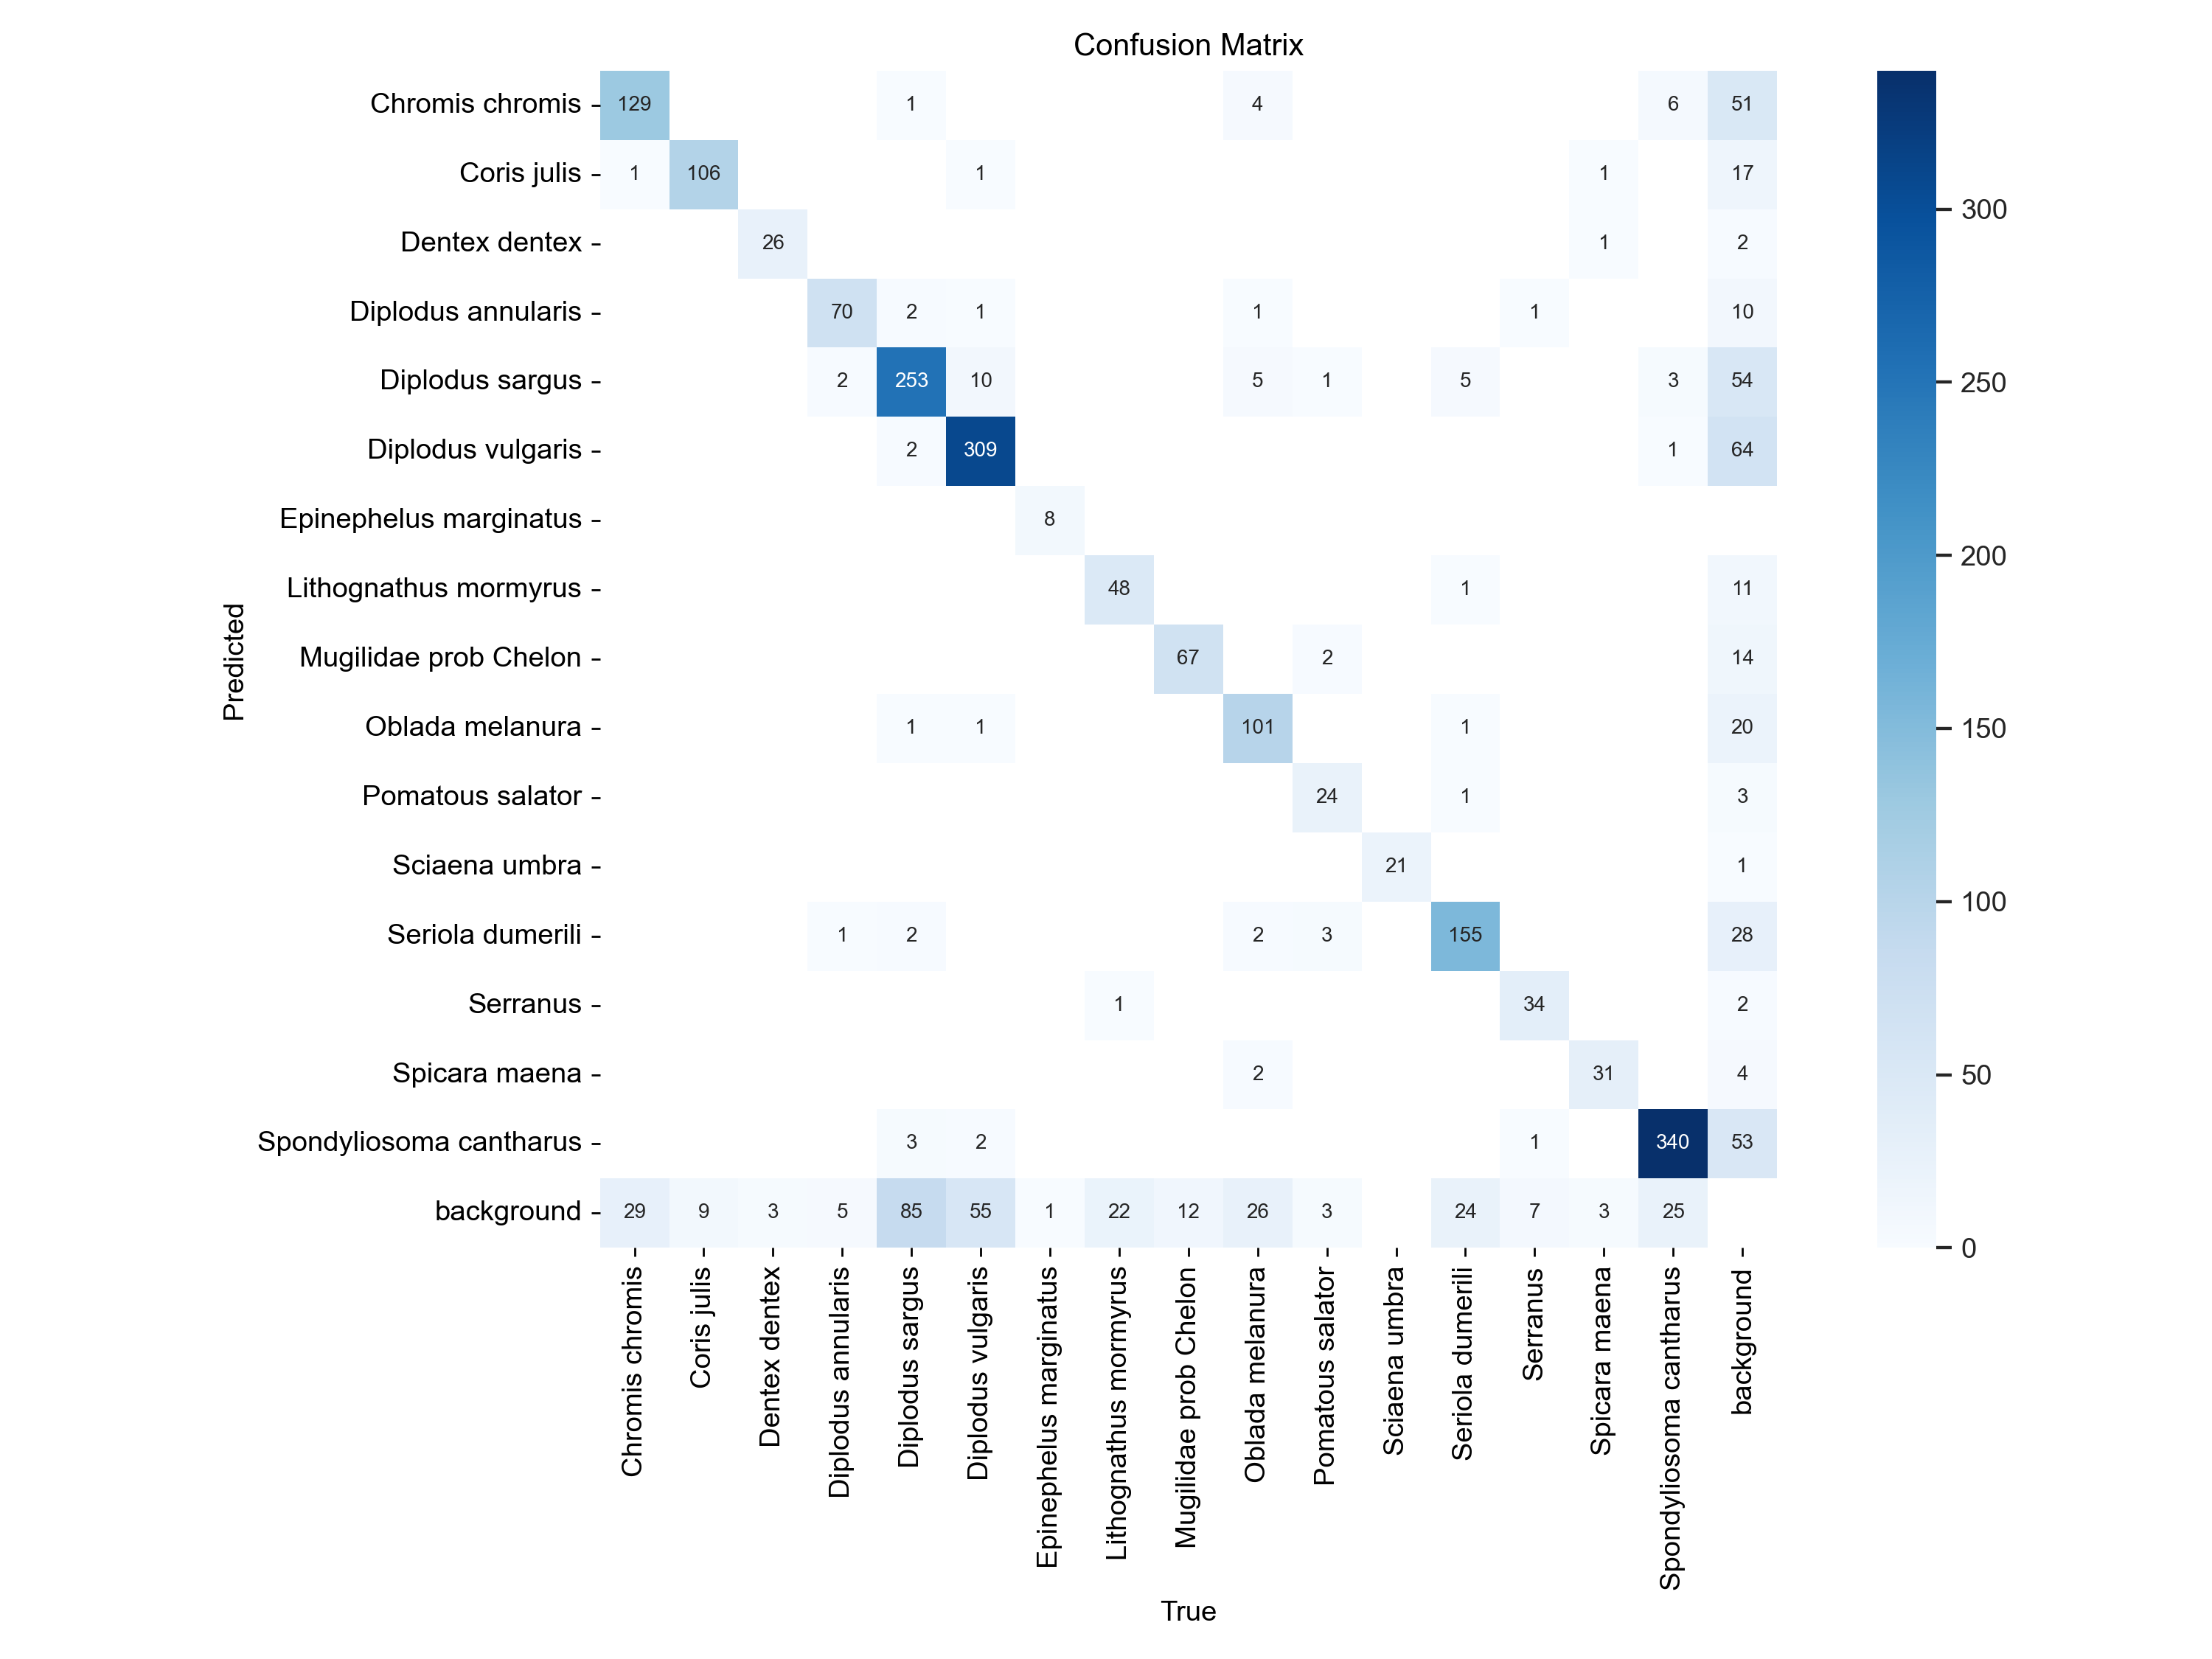 Confusion Matrix
Predicted
Chromis chromis 129 1 4 6 51
Coris julis 1 106 1 1 17
Dentex dentex 26 1 2
Diplodus annularis 70 2 1 1 1 10
Diplodus sargus 2 253 10 5 1 5 3 54
Diplodus vulgaris 2 309 1 64
Epinephelus marginatus 8
Lithognathus mormyrus 48 1 11
Mugilidae prob Chelon 67 2 14
Oblada melanura 1 1 101 1 20
Pomatous salator 24 1 3
Sciaena umbra 21 1
Seriola dumerili 1 2 2 3 155 28
Serranus 1 34 2
Spicara maena 2 31 4
Spondyliosoma cantharus 3 2 1 340 53
background 29 9 3 5 85 55 1 22 12 26 3 24 7 3 25
Chromis chromis
Coris julis
Dentex dentex
Diplodus annularis
Diplodus sargus
Diplodus vulgaris
Epinephelus marginatus
Lithognathus mormyrus
Mugilidae prob Chelon
Oblada melanura
Pomatous salator
Sciaena umbra
Seriola dumerili
Serranus
Spicara maena
Spondyliosoma cantharus
background
True
300
250
200
150
100
50
0